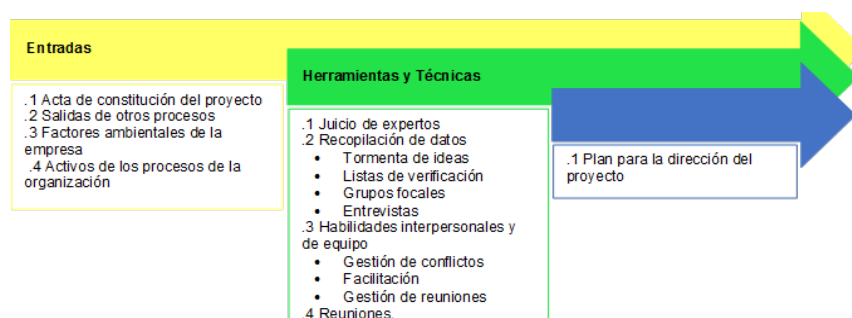 Entradas
.1 Acta de constitución del proyecto
.2 Salidas de otros procesos
.3 Factores ambientales de la
empresa
.4 Activos de los procesos de la
organización
Herramientas y Técnicas
.1 Juicio de expertos
.2 Recopilación de datos
• Tormenta de ideas
• Listas de verificación
• Grupos focales
• Entrevistas
.3 Habilidades interpersonales y
de equipo
• Gestión de conflictos
• Facilitación
• Gestión de reuniones
.4 Reuniones.
.1 Plan para la dirección del
proyecto